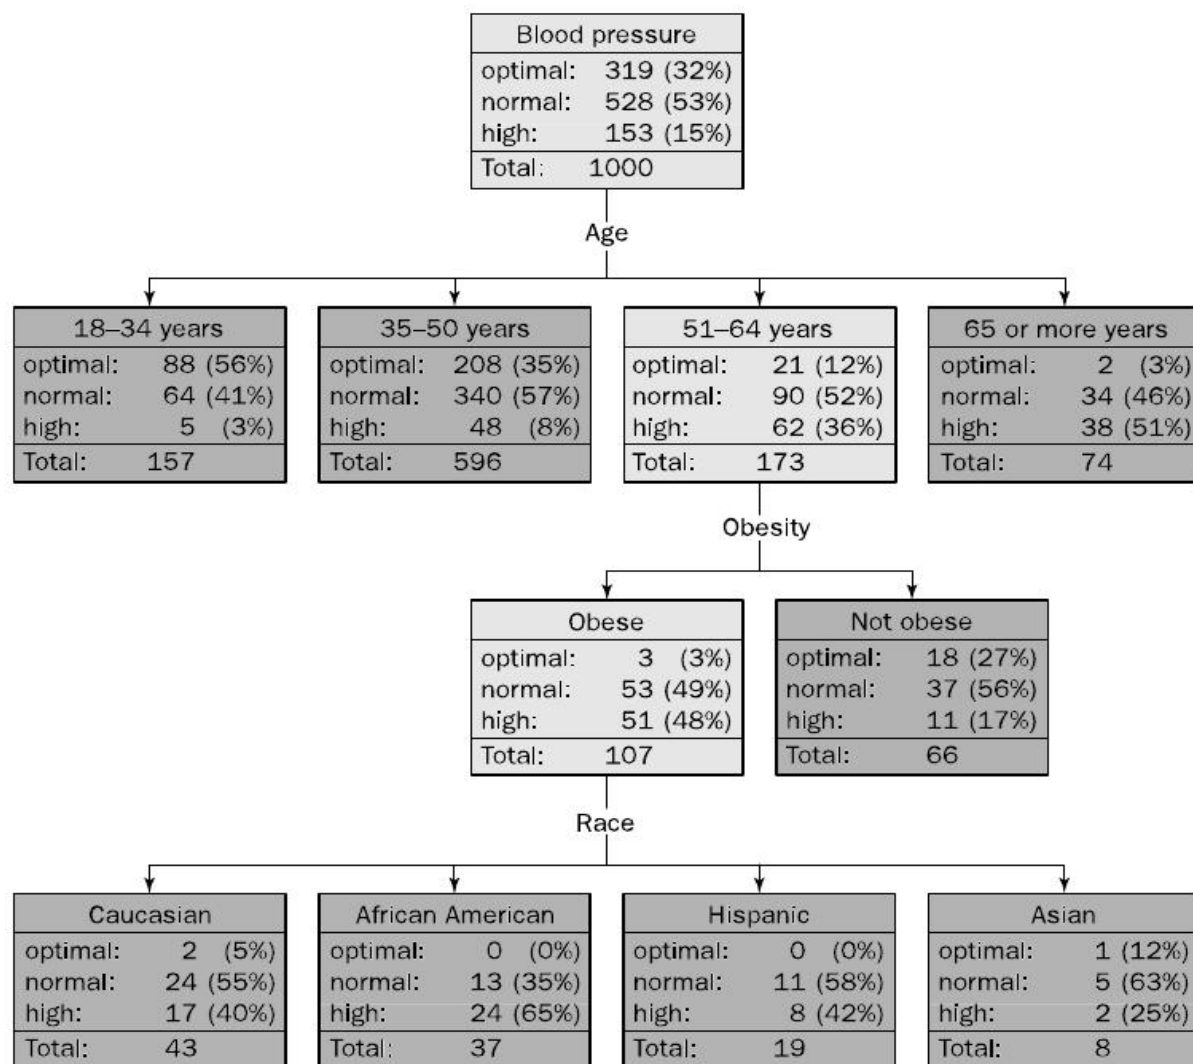 Blood pressure
optimal: 319 (32%)
normal: 528 (53%)
high: 153 (15%)
Total: 1000
Age
18–34 years
optimal: 88 (56%)
normal: 64 (41%)
high: 5 (3%)
Total: 157
35–50 years
optimal: 208 (35%)
normal: 340 (57%)
high: 48 (8%)
Total: 596
51–64 years
optimal: 21 (12%)
normal: 90 (52%)
high: 62 (36%)
Total: 173
65 or more years
optimal: 2 (3%)
normal: 34 (46%)
high: 38 (51%)
Total: 74
Obesity
Obese
optimal: 3 (3%)
normal: 53 (49%)
high: 51 (48%)
Total: 107
Not obese
optimal: 18 (27%)
normal: 37 (56%)
high: 11 (17%)
Total: 66
Race
Caucasian
optimal: 2 (5%)
normal: 24 (55%)
high: 17 (40%)
Total: 43
African American
optimal: 0 (0%)
normal: 13 (35%)
high: 24 (65%)
Total: 37
Hispanic
optimal: 0 (0%)
normal: 11 (58%)
high: 8 (42%)
Total: 19
Asian
optimal: 1 (12%)
normal: 5 (63%)
high: 2 (25%)
Total: 8